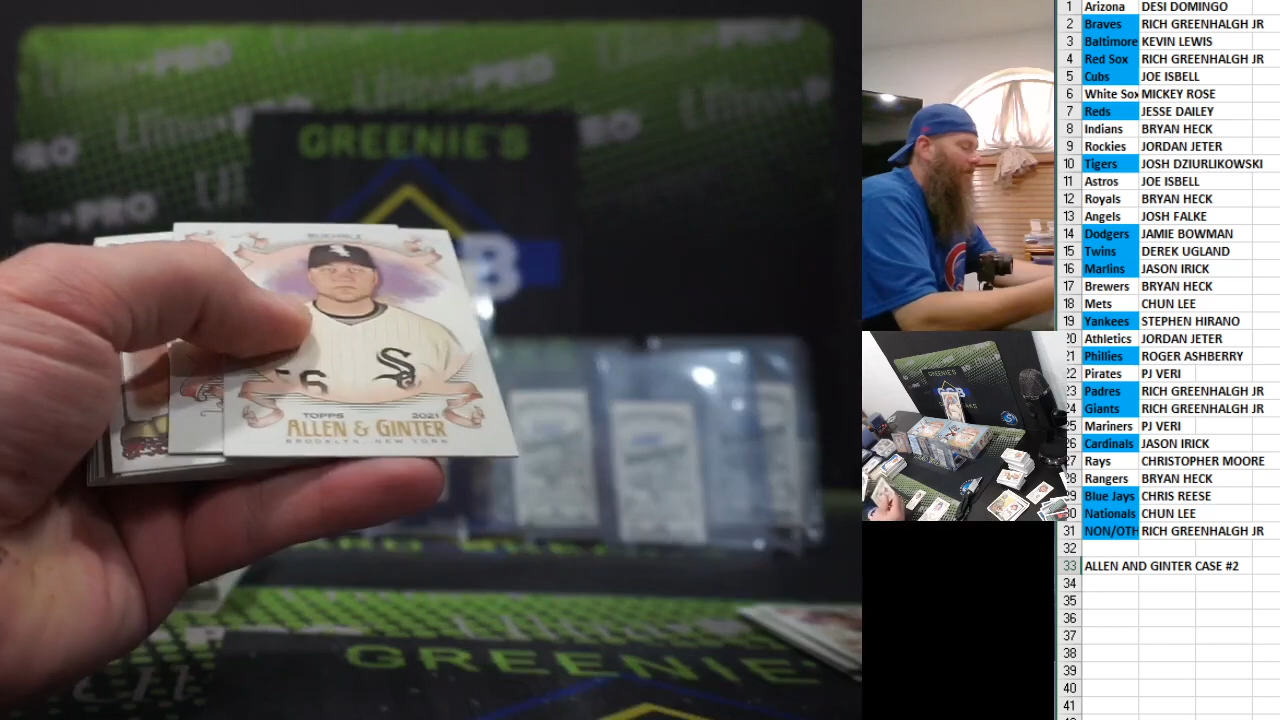 GREENIE'S
PRO
PRO
B
BUEHRLE
56
TOPPS 2021
ALLEN & GINTER
BROOKLYN, NEW YORK
GREENIE'
1 Arizona DESI DOMINGO
2 Braves RICH GREENHALGH JR
3 Baltimore KEVIN LEWIS
4 Red Sox RICH GREENHALGH JR
5 Cubs JOE ISBELL
6 White Sox MICKEY ROSE
7 Reds JESSE DAILEY
8 Indians BRYAN HECK
9 Rockies JORDAN JETER
10 Tigers JOSH DZIURLIKOWSKI
11 Astros JOE ISBELL
12 Royals BRYAN HECK
13 Angels JOSH FALKE
14 Dodgers JAMIE BOWMAN
15 Twins DEREK UGLAND
16 Marlins JASON IRICK
17 Brewers BRYAN HECK
18 Mets CHUN LEE
19 Yankees STEPHEN HIRANO
20 Athletics JORDAN JETER
21 Phillies ROGER ASHBERRY
22 Pirates PJ VERI
23 Padres RICH GREENHALGH JR
24 Giants RICH GREENHALGH JR
25 Mariners PJ VERI
26 Cardinals JASON IRICK
27 Rays CHRISTOPHER MOORE
28 Rangers BRYAN HECK
29 Blue Jays CHRIS REESE
30 Nationals CHUN LEE
31 NON/OTH RICH GREENHALGH JR
32
33 ALLEN AND GINTER CASE #2
34
35
36
37
38
39
40
41